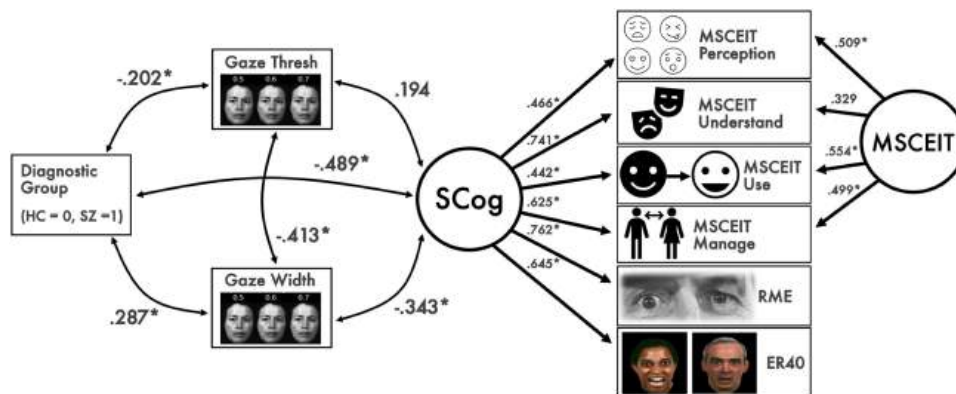 Gaze Thresh
0.5 0.6 0.7
-.202*
.194
Diagnostic
Group
(HC = 0, SZ =1)
-.489*
-.413*
Gaze Width
0.5 0.6 0.7
.287*
-.343*
SCog
.466*
.741*
.442*
.625*
.762*
.645*
MSCEIT
Perception
MSCEIT
Understand
MSCEIT
Use
MSCEIT
Manage
RME
ER40
.509*
.329
.554*
.499*
MSCEIT